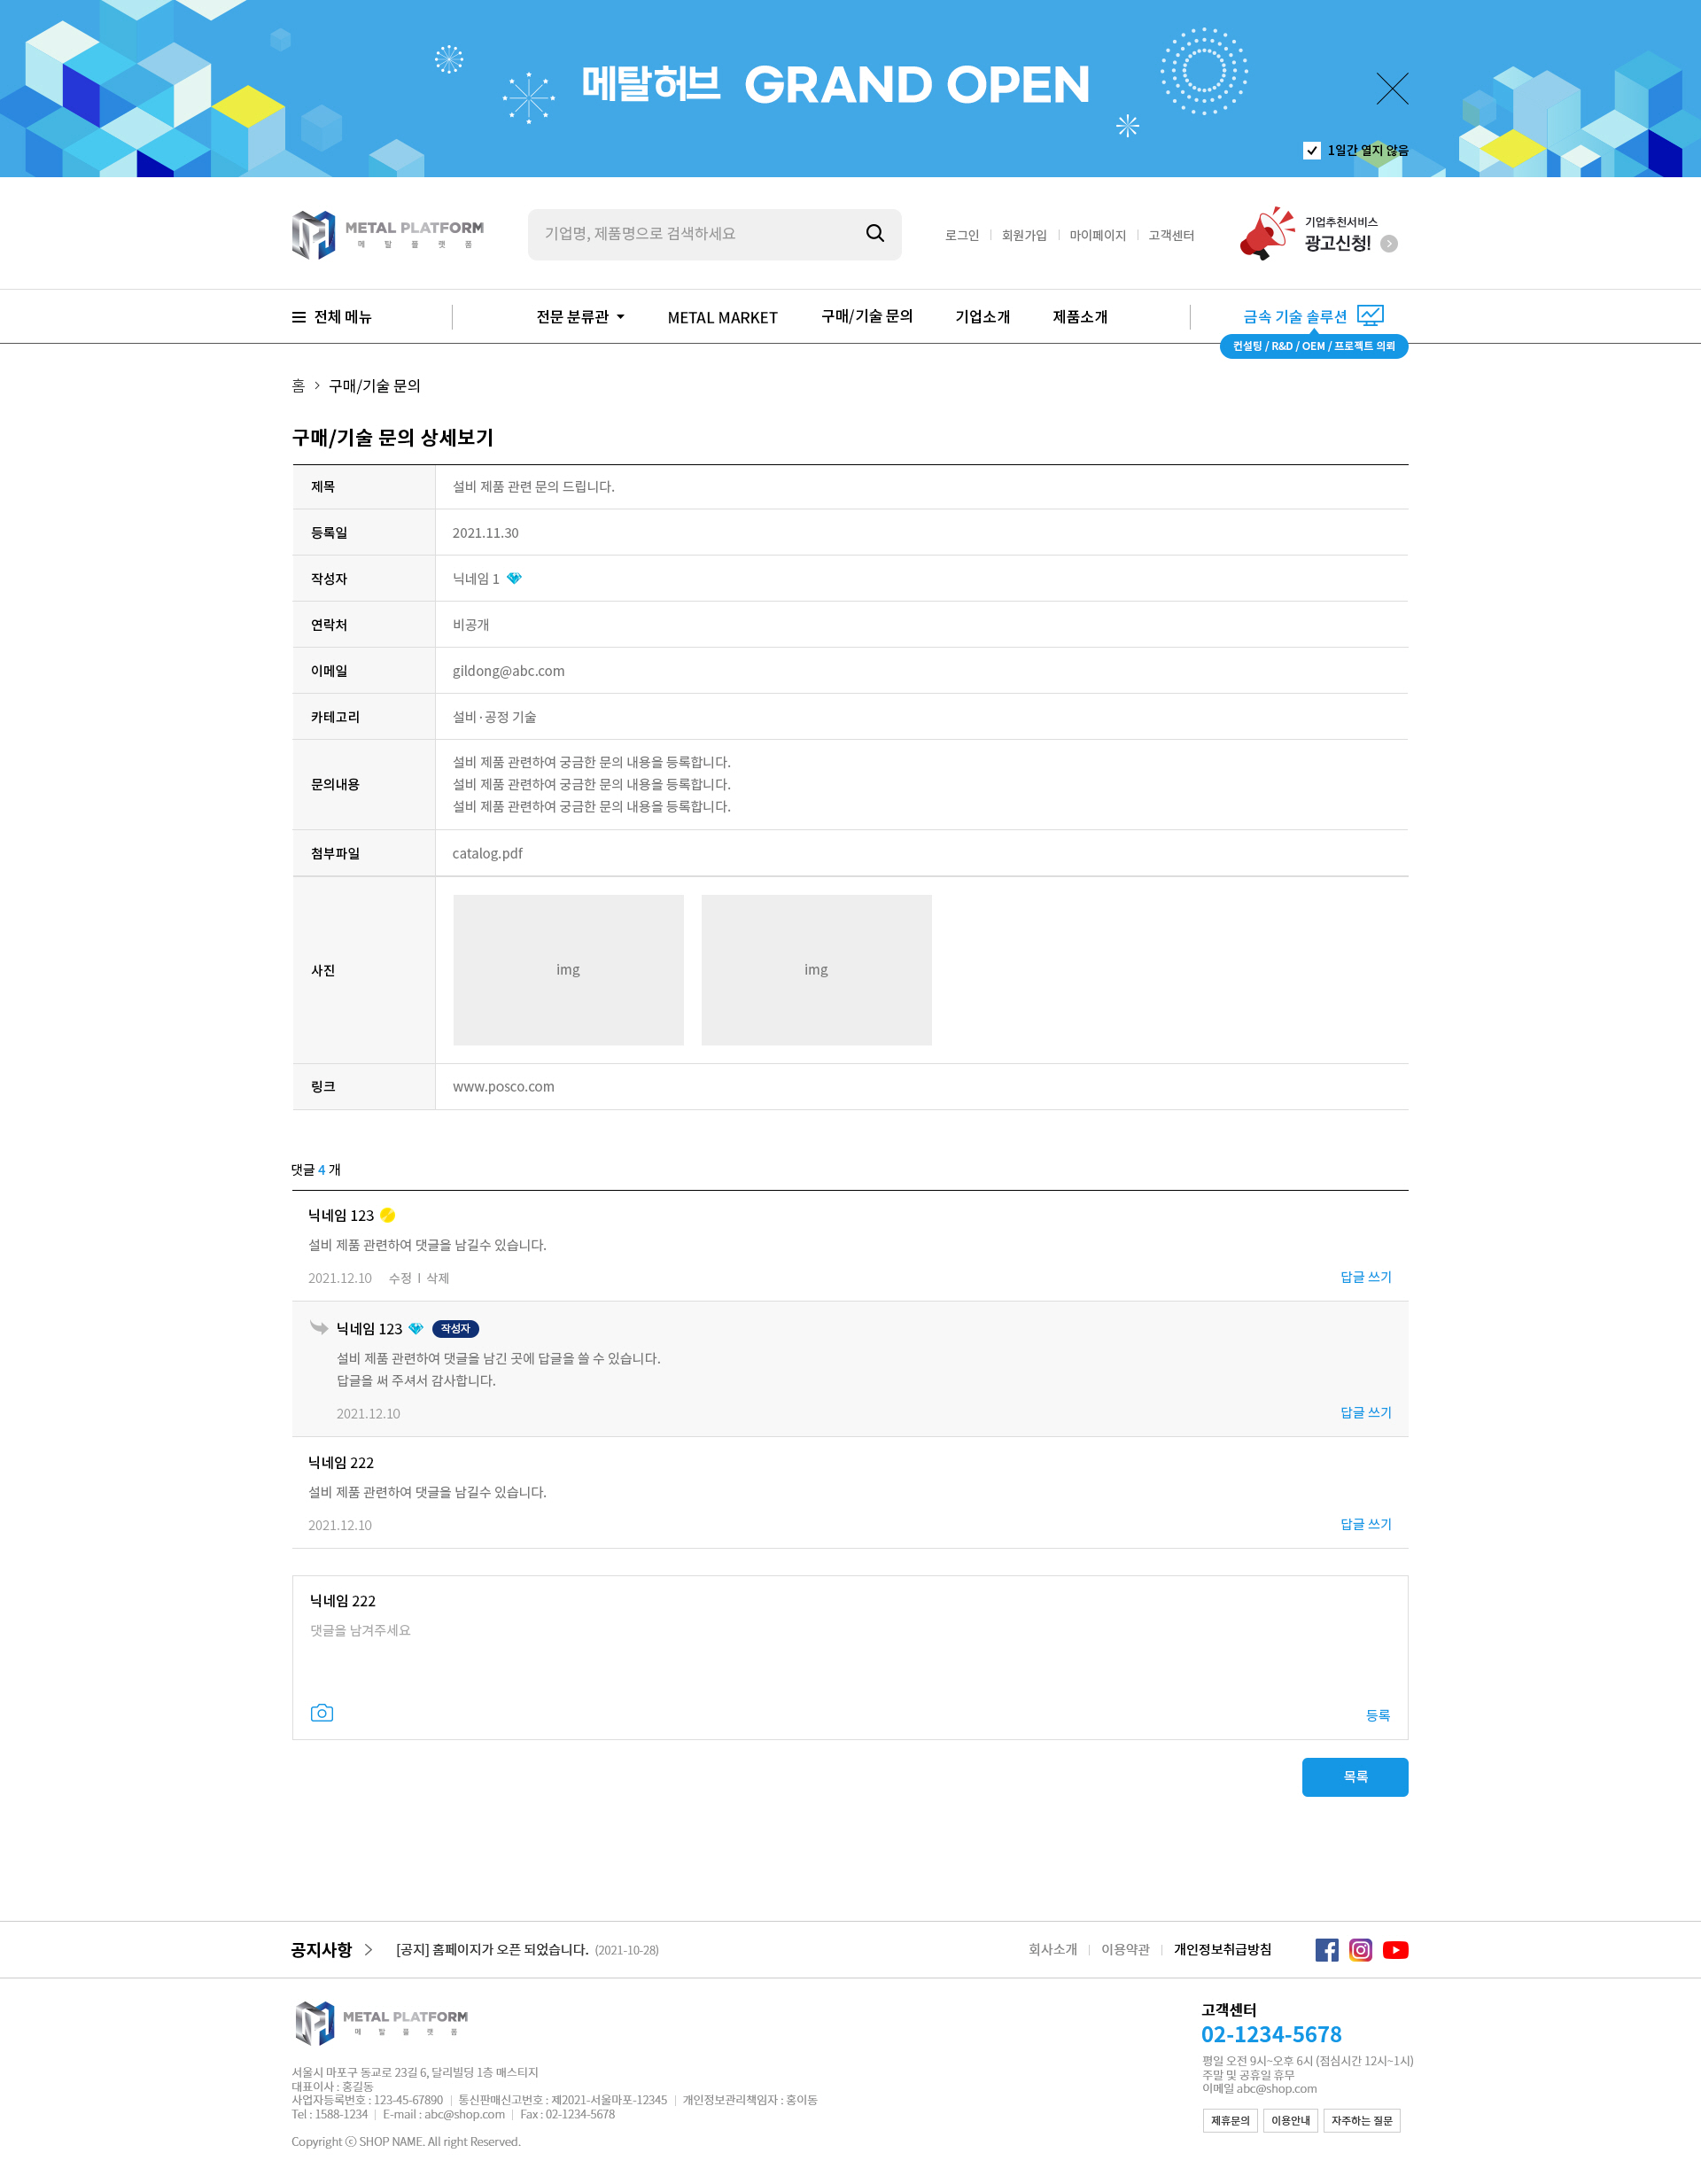 메탈허브 GRAND OPEN
1일간 열지 않음
METAL PLATFORM
메 탈 플 랫 폼
기업명, 제품명으로 검색하세요
로그인 | 회원가입 | 마이페이지 | 고객센터
기업추천서비스
광고신청!
전체 메뉴
전문 분류관
METAL MARKET
구매/기술 문의
기업소개
제품소개
금속 기술 솔루션
컨설팅 / R&D / OEM / 프로젝트 의뢰
홈 > 구매/기술 문의
구매/기술 문의 상세보기
제목 설비 제품 관련 문의 드립니다.
등록일 2021.11.30
작성자 닉네임 1
연락처 비공개
이메일 gildong@abc.com
카테고리 설비·공정 기술
문의내용
설비 제품 관련하여 궁금한 문의 내용을 등록합니다.
설비 제품 관련하여 궁금한 문의 내용을 등록합니다.
설비 제품 관련하여 궁금한 문의 내용을 등록합니다.
첨부파일 catalog.pdf
사진 img img
링크 www.posco.com
댓글 4 개
닉네임 123
설비 제품 관련하여 댓글을 남길수 있습니다.
2021.12.10 수정 | 삭제 답글 쓰기
닉네임 123 작성자
설비 제품 관련하여 댓글을 남긴 곳에 답글을 쓸 수 있습니다.
답글을 써 주셔서 감사합니다.
2021.12.10 답글 쓰기
닉네임 222
설비 제품 관련하여 댓글을 남길수 있습니다.
2021.12.10 답글 쓰기
닉네임 222
댓글을 남겨주세요
등록
목록
공지사항 > [공지] 홈페이지가 오픈 되었습니다. (2021-10-28)
회사소개 | 이용약관 | 개인정보취급방침
METAL PLATFORM
메 탈 플 랫 폼
서울시 마포구 동교로 23길 6, 달리빌딩 1층 매스티지
대표이사 : 홍길동
사업자등록번호 : 123-45-67890 | 통신판매신고번호 : 제2021-서울마포-12345 | 개인정보관리책임자 : 홍이동
Tel : 1588-1234 | E-mail : abc@shop.com | Fax : 02-1234-5678
Copyright ⓒ SHOP NAME. All right Reserved.
고객센터
02-1234-5678
평일 오전 9시~오후 6시 (점심시간 12시~1시)
주말 및 공휴일 휴무
이메일 abc@shop.com
제휴문의 이용안내 자주하는 질문